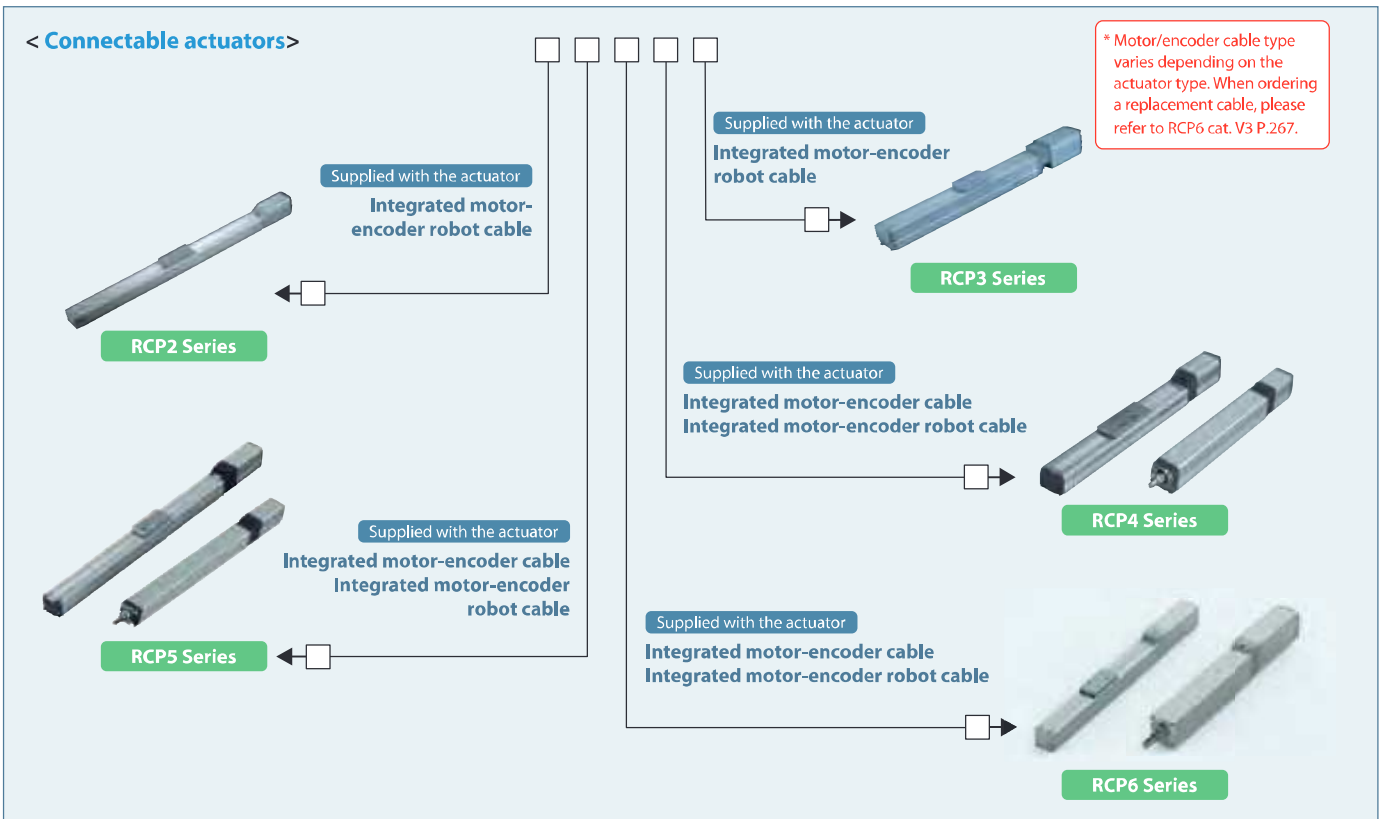 < Connectable actuators>
* Motor/encoder cable type
varies depending on the
actuator type. When ordering
a replacement cable, please
refer to RCP6 cat. V3 P.267.
Supplied with the actuator
Integrated motor-encoder
robot cable
RCP3 Series
Supplied with the actuator
Integrated motor-
encoder robot cable
RCP2 Series
Supplied with the actuator
Integrated motor-encoder cable
Integrated motor-encoder robot cable
RCP4 Series
Supplied with the actuator
Integrated motor-encoder cable
Integrated motor-encoder
robot cable
RCP5 Series
Supplied with the actuator
Integrated motor-encoder cable
Integrated motor-encoder robot cable
RCP6 Series